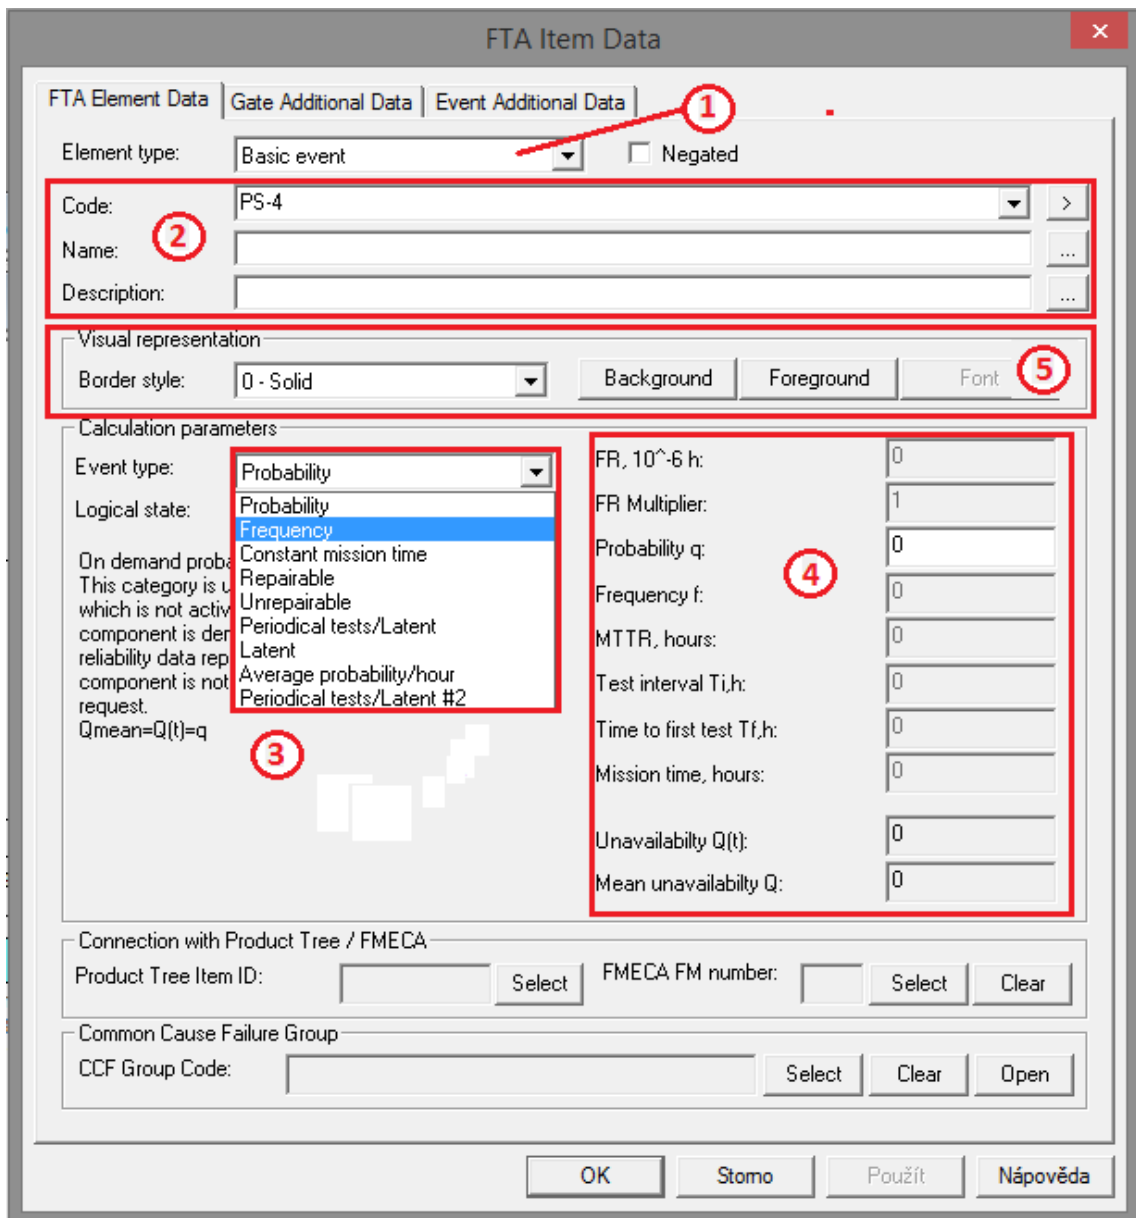 FTA Item Data
FTA Element Data Gate Additional Data Event Additional Data 1
Element type: Basic event Negated
Code: PS-4 >
2
Name: ...
Description: ...
Visual representation
Border style: 0 - Solid Background Foreground Font 5
Calculation parameters
Event type: Probability
Logical state: Probability
Frequency
Constant mission time
Repairable
Unrepairable
Periodical tests/Latent
Latent
Average probability/hour
Periodical tests/Latent #2
On demand
This category is
which is not
component is
reliability data
component is not
request.
Qmean=Q(t)=q
3
FR, 10^-6 h: 0
FR Multiplier: 1
Probability q: 0
4
Frequency f: 0
MTTR, hours: 0
Test interval Ti,h: 0
Time to first test Tf,h: 0
Mission time, hours: 0
Unavailabilty Q(t): 0
Mean unavailabilty Q: 0
Connection with Product Tree / FMECA
Product Tree Item ID: Select FMECA FM number: Select Clear
Common Cause Failure Group
CCF Group Code: Select Clear Open
OK Storno Použít Nápověda